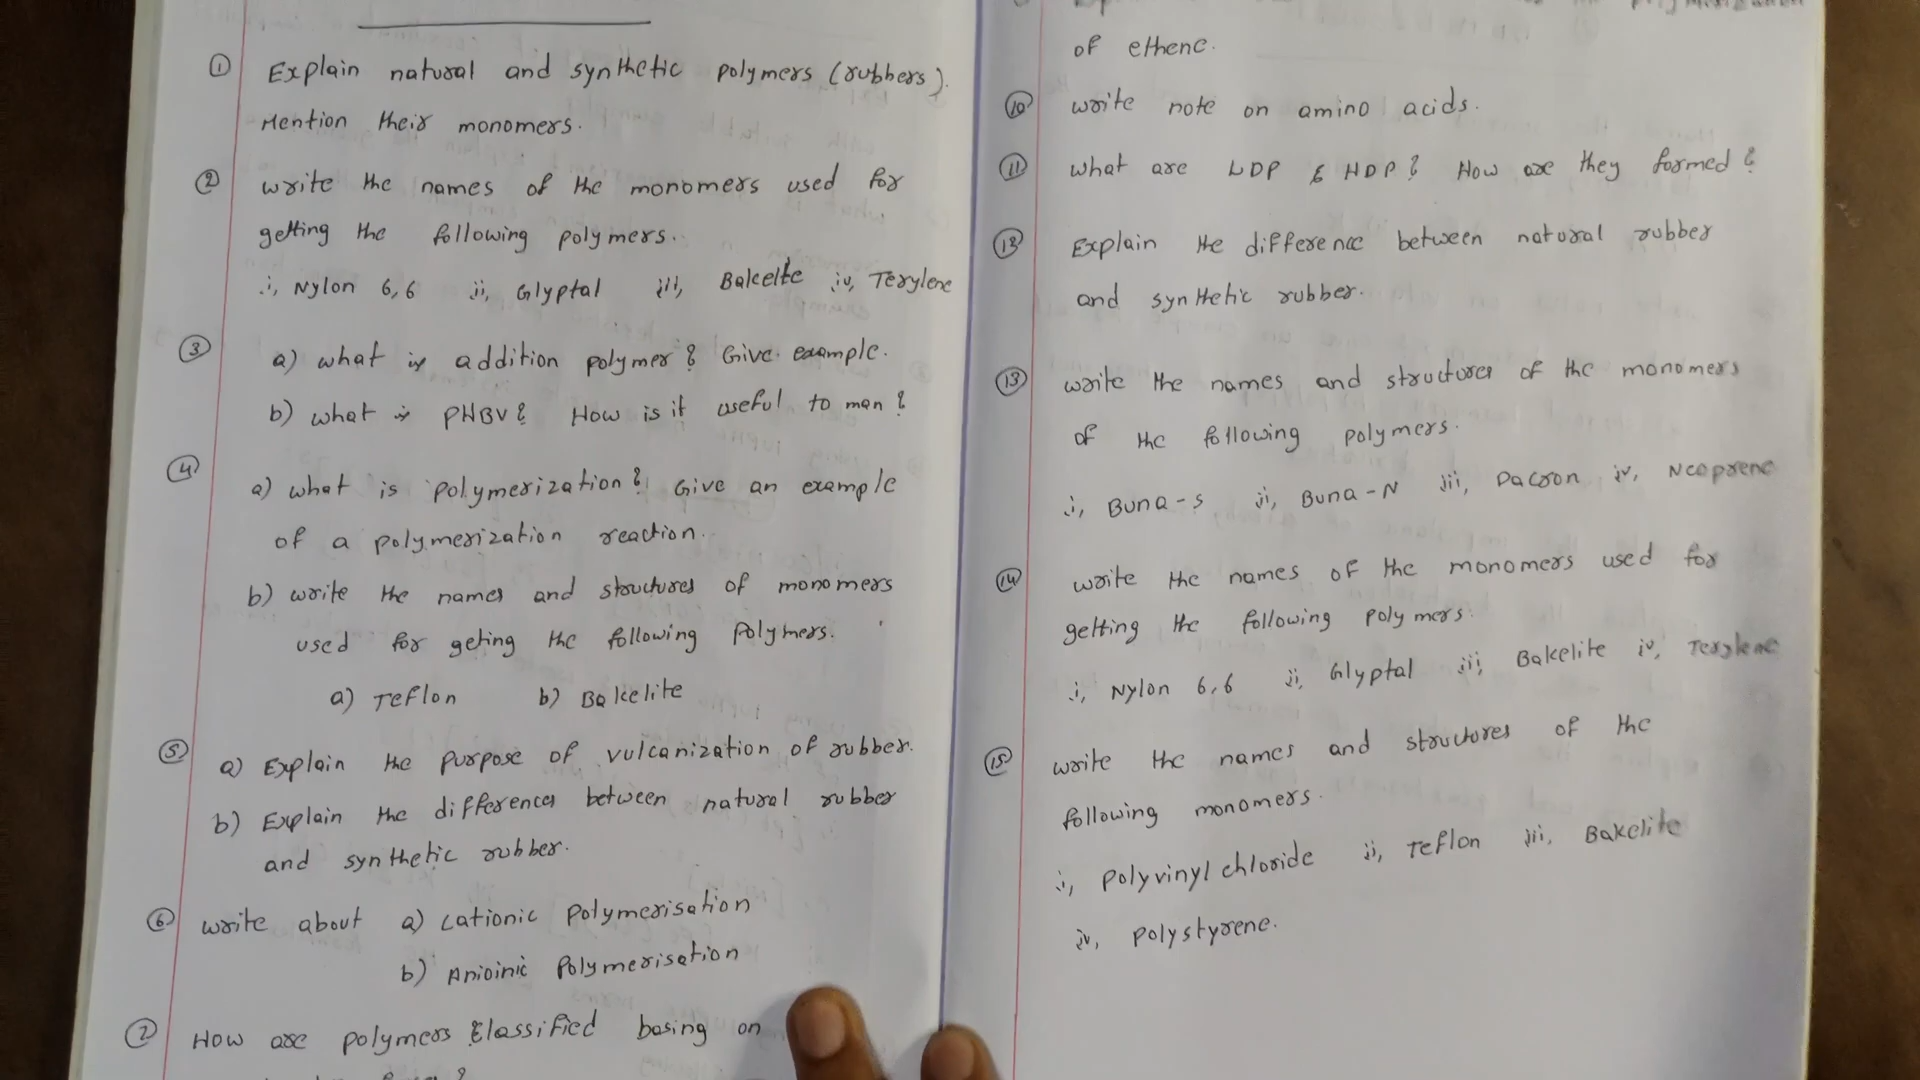 ① Explain natural and synthetic polymers (rubbers).
Mention their monomers.
② write the names of the monomers used for
getting the following polymers.
i, Nylon 6,6 ii, Glyptal iii, Bakelite iv, Terylene
③ a) what is addition polymer? Give example.
b) what is PHBV? How is it useful to man?
④ a) what is polymerization? Give an example
of a polymerization reaction.
b) write the names and structures of monomers
used for geting the following Polymers.
a) Teflon b) Bakelite
⑤ a) Explain the purpose of vulcanization of rubber.
b) Explain the differences between natural rubber
and synthetic rubber.
⑥ write about a) Cationic Polymerisation
b) Anioinic Polymerisation
⑦ How are polymers classified basing on
of ethene.
⑩ write note on amino acids.
⑪ what are LDP & HDP? How are they formed?
⑫ Explain the difference between natural rubber
and synthetic rubber.
⑬ write the names and structures of the monomers
of the following polymers.
i, Buna-s ii, Buna-N iii, Dacron iv, Neoprene
⑭ write the names of the monomers used for
getting the following polymers.
i, Nylon 6,6 ii, Glyptal iii, Bakelite iv, Terylene
⑮ write the names and structures of the
following monomers.
i, polyvinyl chloride ii, Teflon iii, Bakelite
iv, polystyrene.